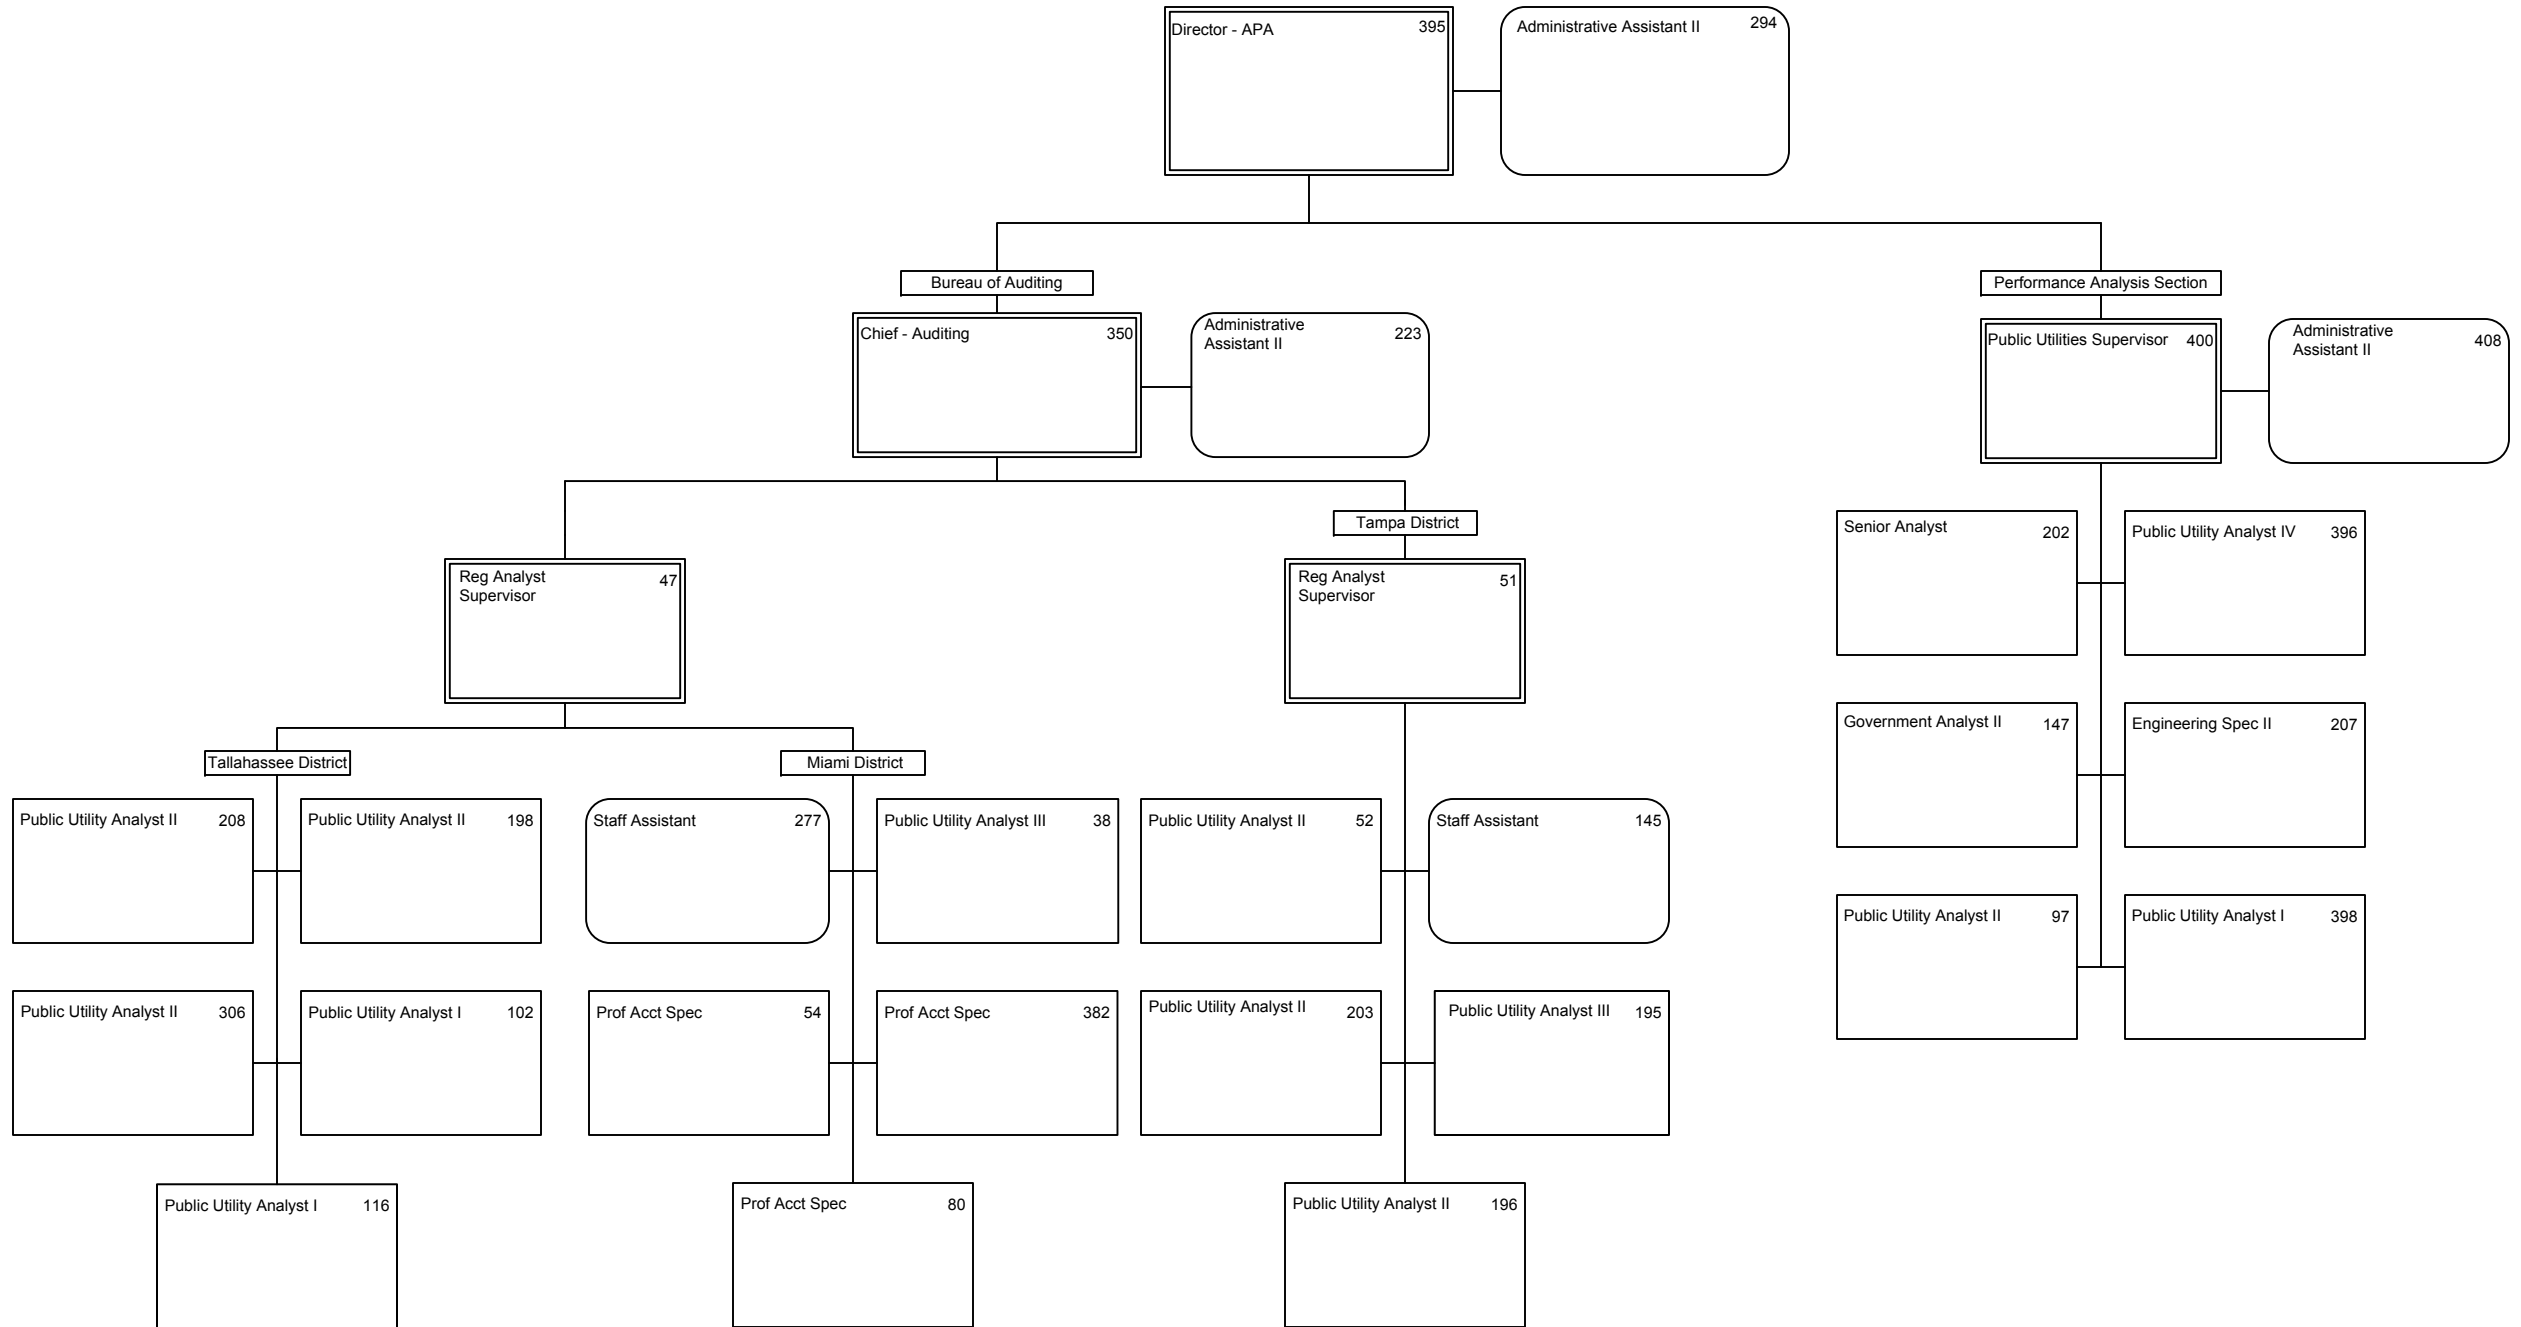 Director - APA 395
Administrative Assistant II 294
Bureau of Auditing
Performance Analysis Section
Chief - Auditing 350
Administrative
Assistant II 223
Public Utilities Supervisor 400
Administrative
Assistant II 408
Tampa District
Reg Analyst
Supervisor 47
Reg Analyst
Supervisor 51
Senior Analyst 202
Public Utility Analyst IV 396
Government Analyst II 147
Engineering Spec II 207
Public Utility Analyst II 97
Public Utility Analyst I 398
Tallahassee District
Miami District
Public Utility Analyst II 208
Public Utility Analyst II 198
Staff Assistant 277
Public Utility Analyst III 38
Public Utility Analyst II 52
Staff Assistant 145
Public Utility Analyst II 306
Public Utility Analyst I 102
Prof Acct Spec 54
Prof Acct Spec 382
Public Utility Analyst II 203
Public Utility Analyst III 195
Public Utility Analyst I 116
Prof Acct Spec 80
Public Utility Analyst II 196